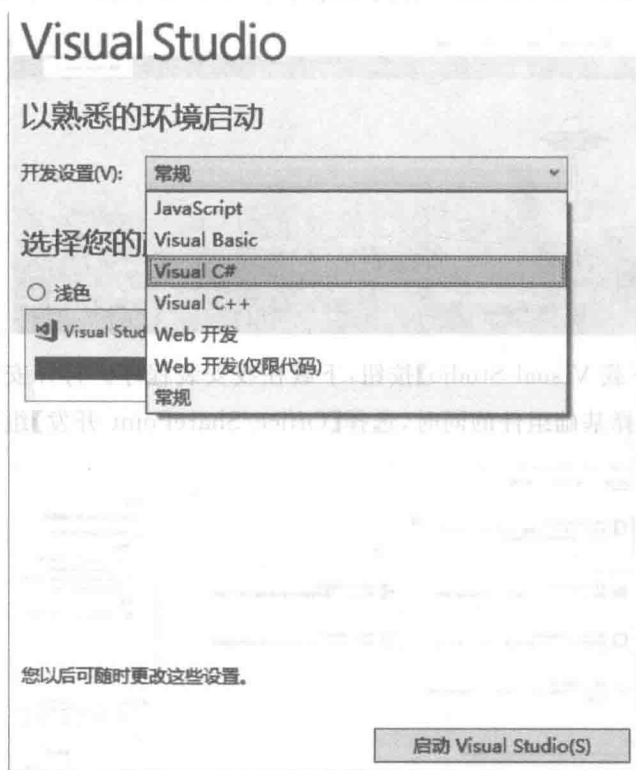 Visual Studio
以熟悉的环境启动
开发设置(V): 常规
JavaScript
选择您的
Visual Basic
Visual C#
浅色
Visual C++
Visual Stud
Web 开发
Web 开发(仅限代码)
常规
您以后可随时更改这些设置。
启动 Visual Studio(S)